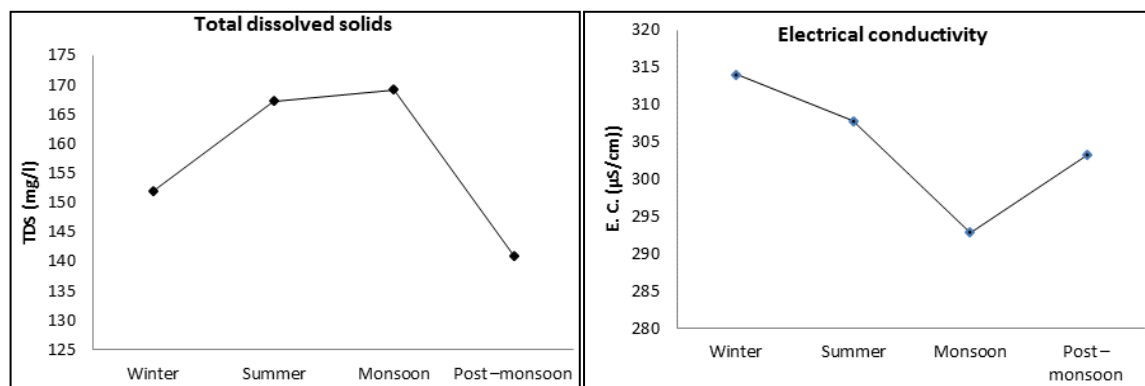 Total dissolved solids
175
170
165
160
155
150
145
140
135
130
125
TDS (mg/l)
Winter Summer Monsoon Post–monsoon
Electrical conductivity
320
315
310
305
300
295
290
285
280
E. C. (µS/cm))
Winter Summer Monsoon Post–
monsoon